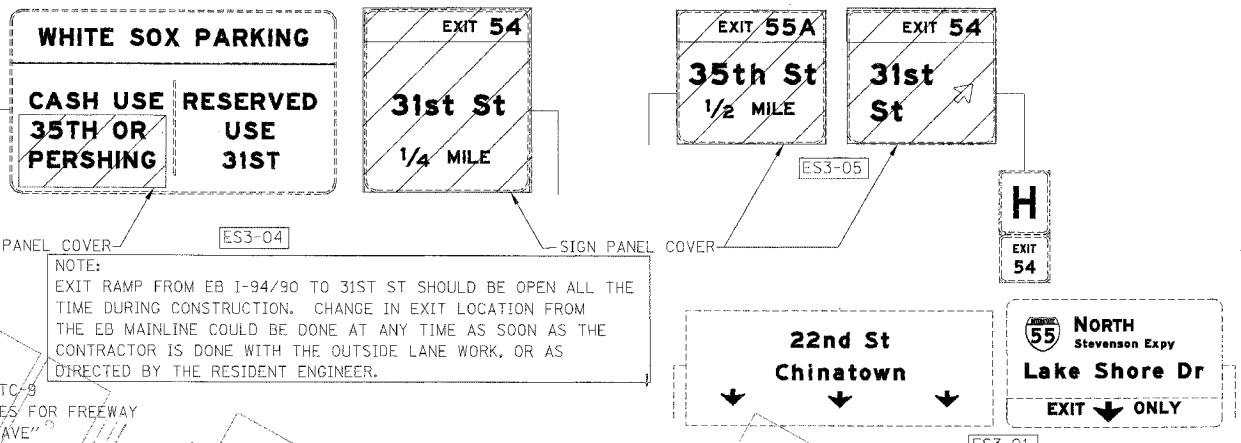 WHITE SOX PARKING
CASH USE
35TH OR
PERSHING
RESERVED
USE
31ST
EXIT 54
31st St
1/4 MILE
EXIT 55A
35th St
1/2 MILE
EXIT 54
31st
St
ES3-05
H
EXIT
54
PANEL COVER
ES3-04
SIGN PANEL COVER
NOTE:
EXIT RAMP FROM EB I-94/90 TO 31ST ST SHOULD BE OPEN ALL THE
TIME DURING CONSTRUCTION. CHANGE IN EXIT LOCATION FROM
THE EB MAINLINE COULD BE DONE AT ANY TIME AS SOON AS THE
CONTRACTOR IS DONE WITH THE OUTSIDE LANE WORK, OR AS
DIRECTED BY THE RESIDENT ENGINEER.
22nd St
Chinatown
INTERSTATE
55
NORTH
Stevenson Expy
Lake Shore Dr
EXIT ONLY
TC-9
ES FOR FREEWAY
AVE"
ES3-01